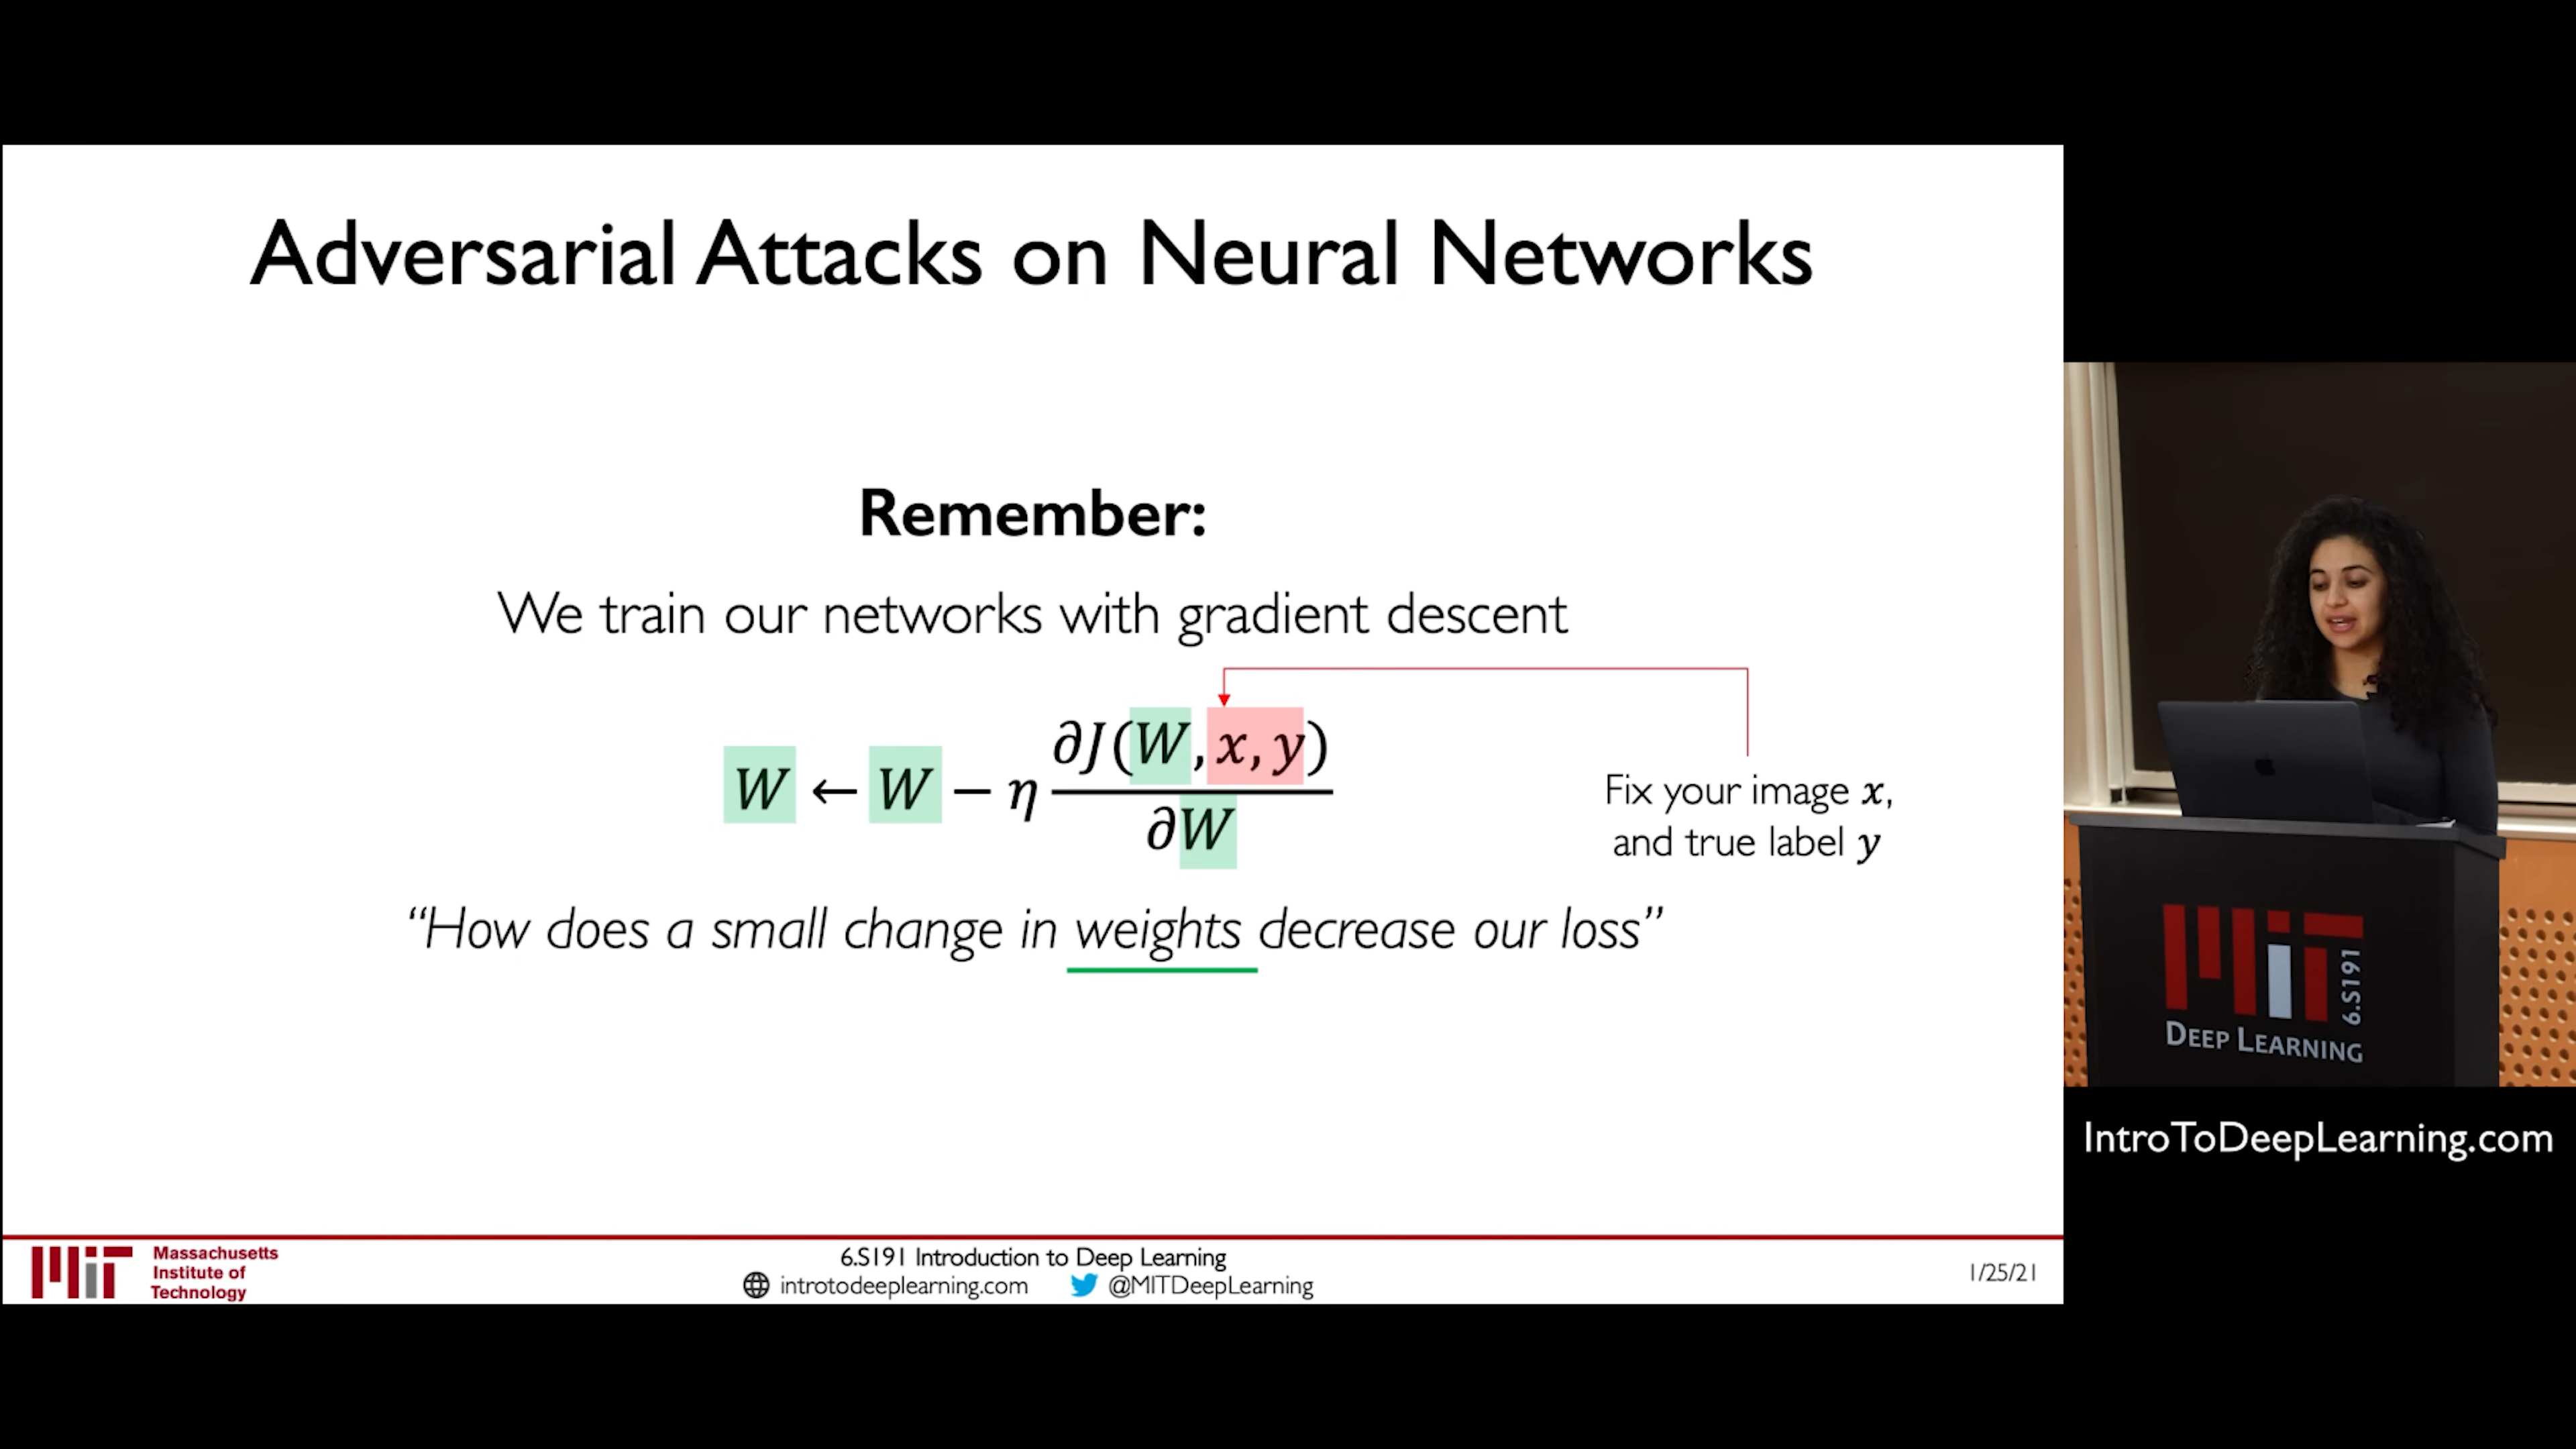 Adversarial Attacks on Neural Networks
Remember:
We train our networks with gradient descent
W ← W − η ∂J(W, x, y) / ∂W
Fix your image x,
and true label y
“How does a small change in weights decrease our loss”
MIT
6.S191
DEEP LEARNING
IntroToDeepLearning.com
Massachusetts
Institute of
Technology
6.S191 Introduction to Deep Learning
introtodeeplearning.com @MITDeepLearning
1/25/21